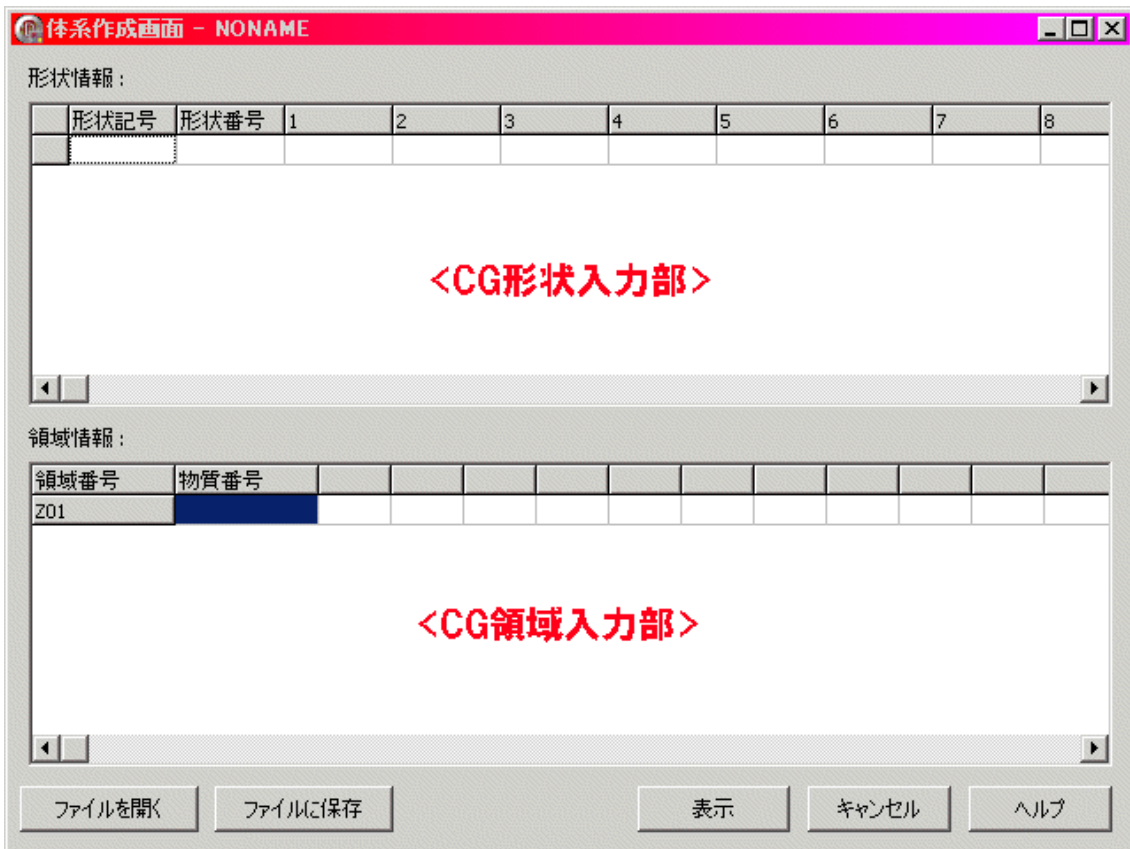 体系作成画面 - NONAME
形状情報：
形状記号 形状番号 1 2 3 4 5 6 7 8
<CG形状入力部>
領域情報：
領域番号 物質番号
Z01
<CG領域入力部>
ファイルを開く ファイルに保存 表示 キャンセル ヘルプ